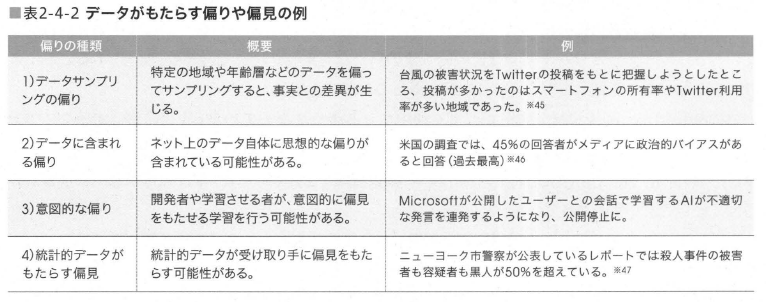 ■表2-4-2 データがもたらす偏りや偏見の例
偏りの種類
概要
例
1)データサンプリ
ングの偏り
特定の地域や年齢層などのデータを偏っ
てサンプリングすると、事実との差異が生
じる。
台風の被害状況をTwitterの投稿をもとに把握しようとしたとこ
ろ、投稿が多かったのはスマートフォンの所有率やTwitter利用
率が多い地域であった。※45
2)データに含まれ
る偏り
ネット上のデータ自体に思想的な偏りが
含まれている可能性がある。
米国の調査では、45%の回答者がメディアに政治的バイアスがあ
ると回答(過去最高)※46
3)意図的な偏り
開発者や学習させる者が、意図的に偏見
をもたせる学習を行う可能性がある。
Microsoftが公開したユーザーとの会話で学習するAIが不適切
な発言を連発するようになり、公開停止に。
4)統計的データが
もたらす偏見
統計的データが受け取り手に偏見をもた
らす可能性がある。
ニューヨーク市警察が公表しているレポートでは殺人事件の被害
者も容疑者も黒人が50%を超えている。※47